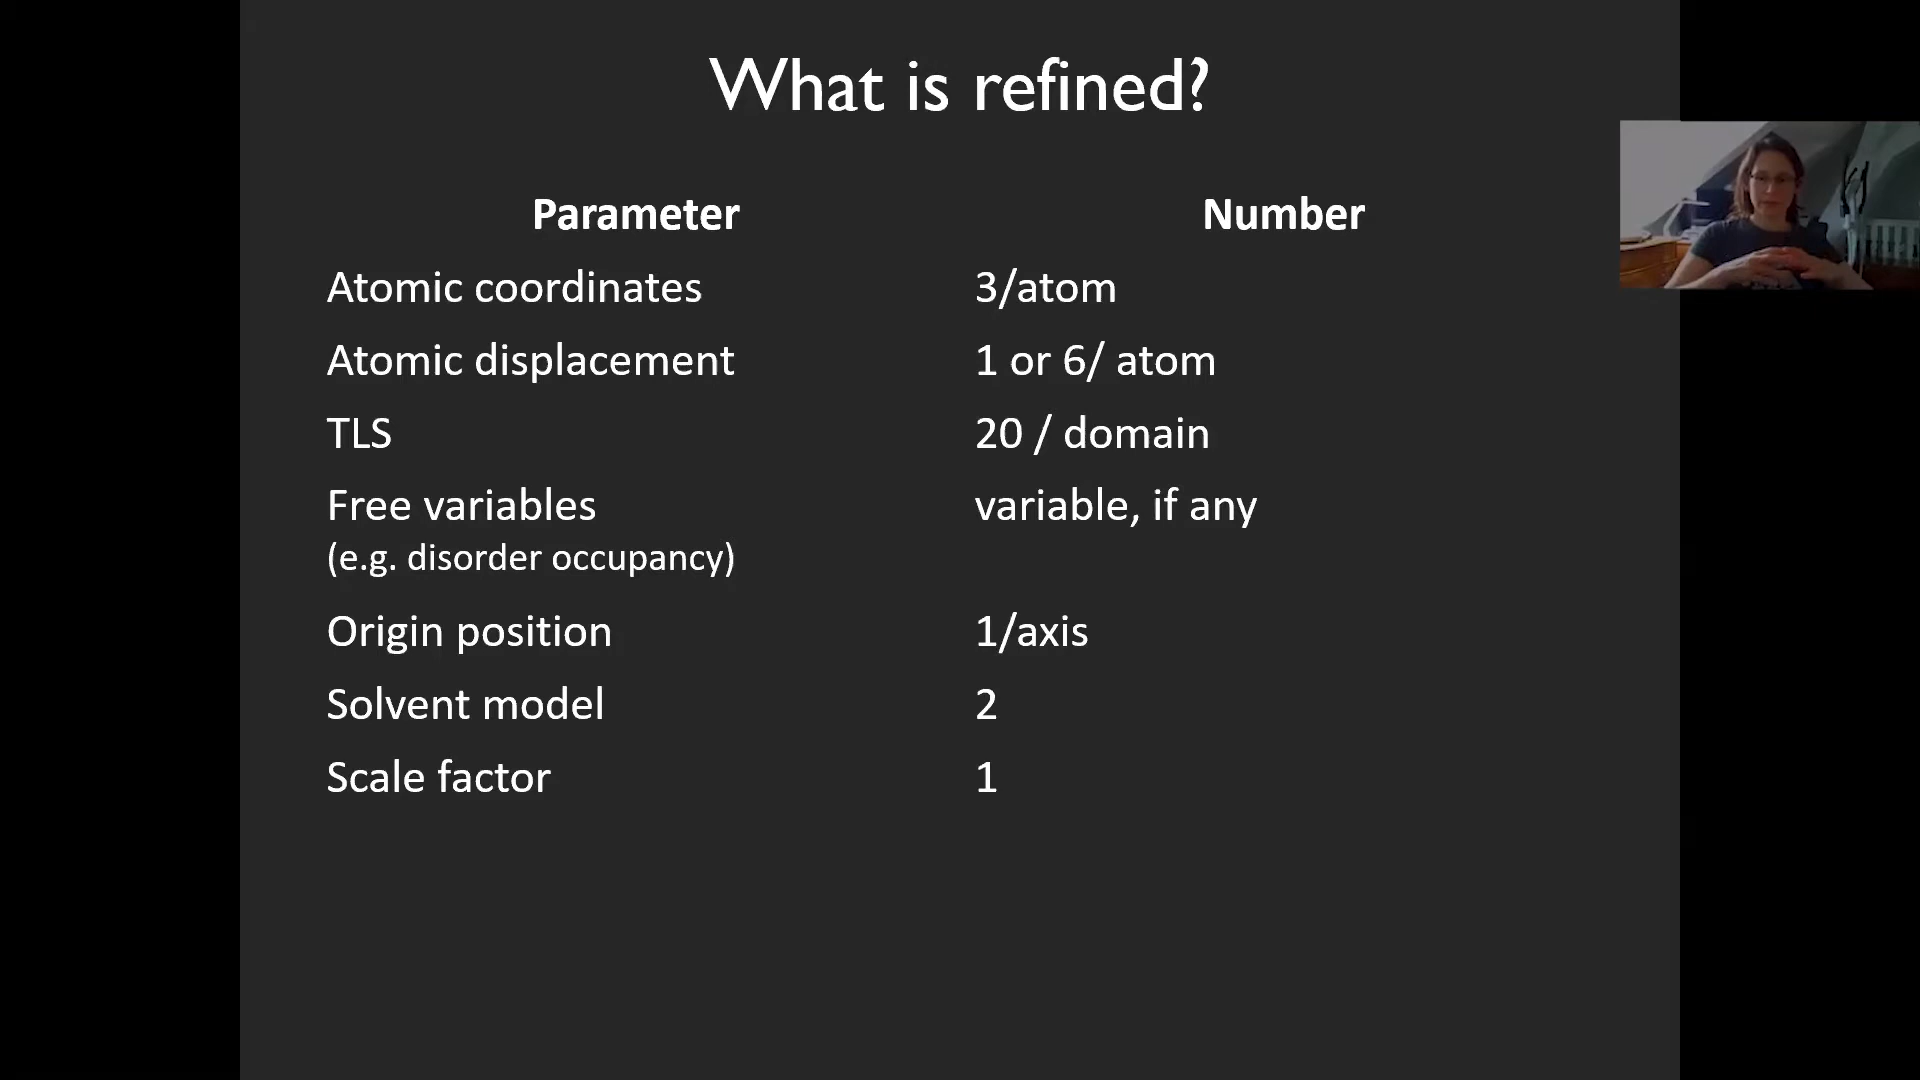 What is refined?
Parameter Number
Atomic coordinates 3/atom
Atomic displacement 1 or 6/ atom
TLS 20 / domain
Free variables variable, if any
(e.g. disorder occupancy)
Origin position 1/axis
Solvent model 2
Scale factor 1